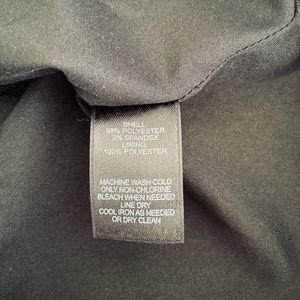 SHELL
98% POLYESTER
2% SPANDEX
LINING:
100% POLYESTER
MACHINE WASH COLD
ONLY NON-CHLORINE
BLEACH WHEN NEEDED
LINE DRY
COOL IRON AS NEEDED
OR DRY CLEAN